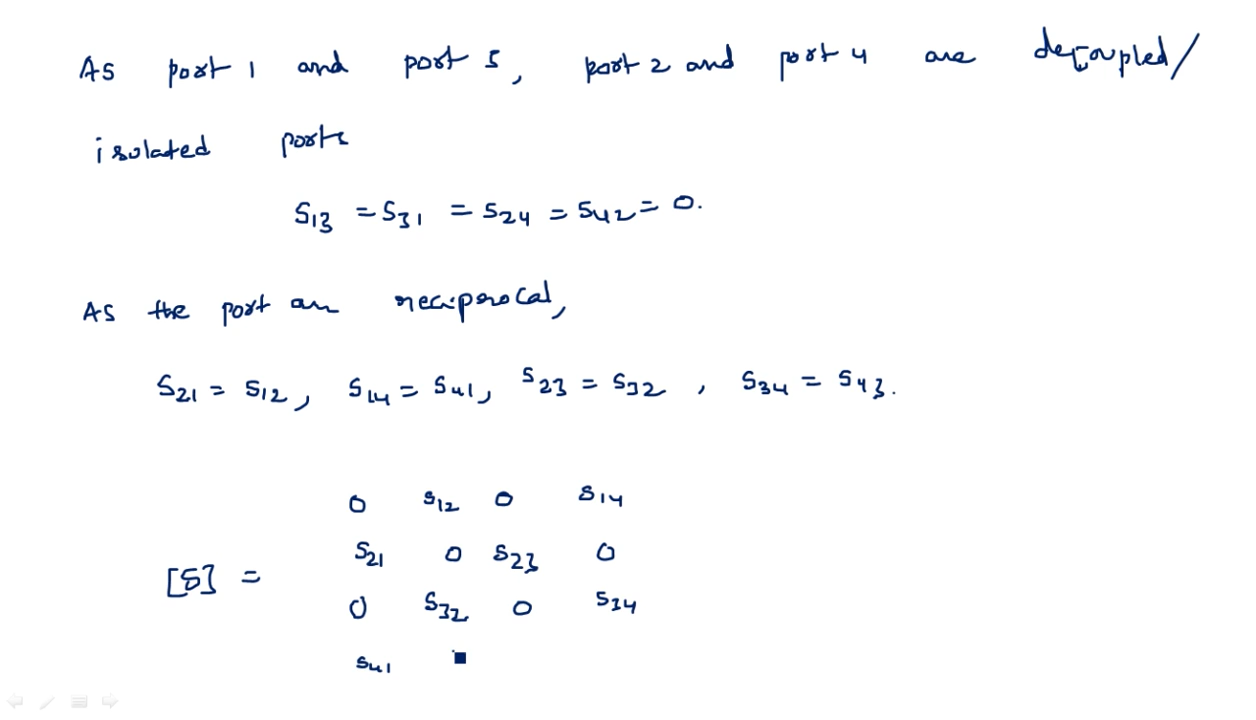 As port 1 and port 3, port 2 and port 4 are decoupled/
isolated ports
S13 = S31 = S24 = S42 = 0.
As the port are reciprocal,
S21 = S12, S14 = S41, S23 = S32, S34 = S43.
0 S12 0 S14
S21 0 S23 0
[S] =
0 S32 0 S34
S41